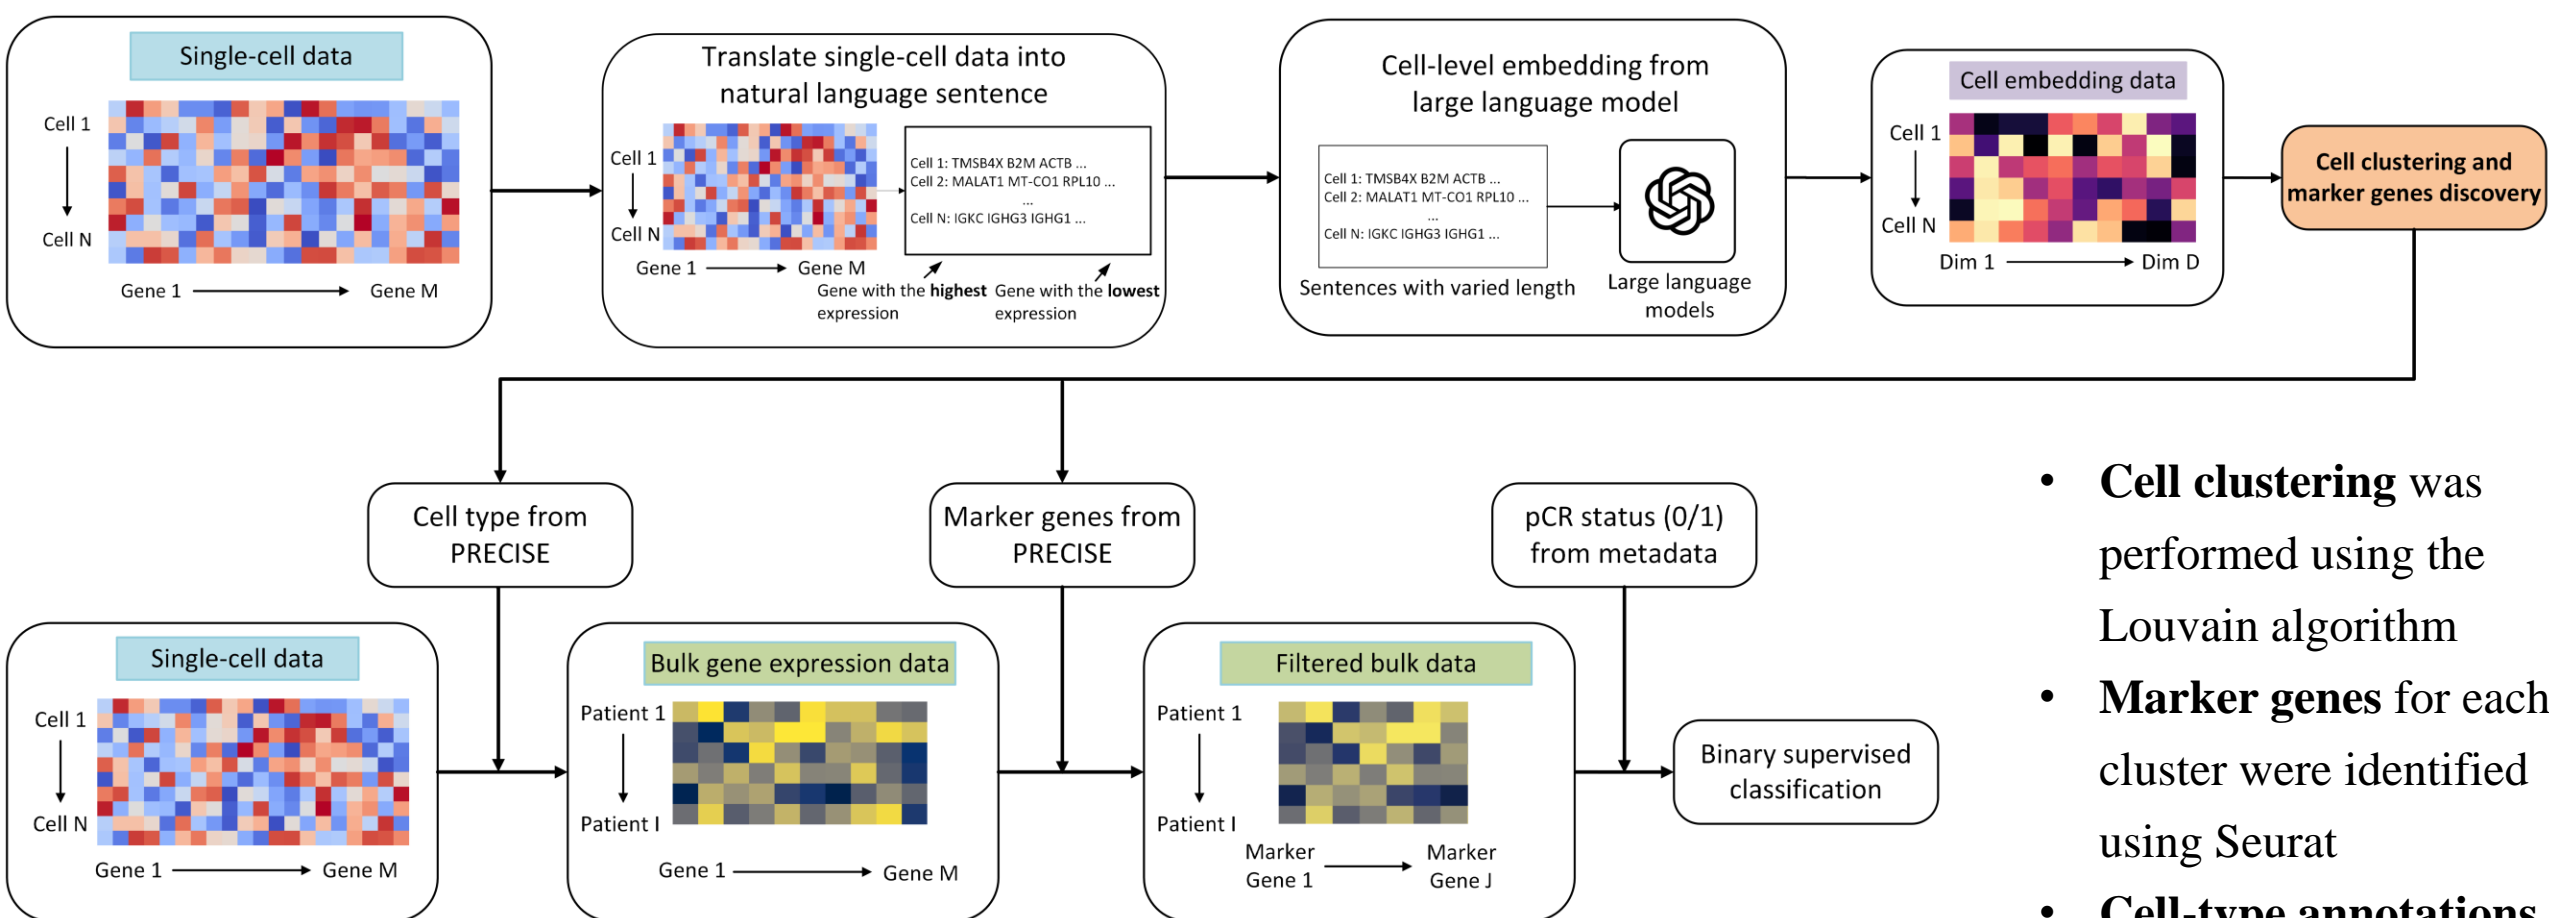 Single-cell data
Cell 1
Cell N
Gene 1
Gene M
Translate single-cell data into
natural language sentence
Cell 1
Cell N
Gene 1
Gene M
Cell 1: TMSB4X B2M ACTB ...
Cell 2: MALAT1 MT-CO1 RPL10 ...
...
Cell N: IGKC IGHG3 IGHG1 ...
Gene with the highest
expression
Gene with the lowest
expression
Cell-level embedding from
large language model
Cell 1: TMSB4X B2M ACTB ...
Cell 2: MALAT1 MT-CO1 RPL10 ...
...
Cell N: IGKC IGHG3 IGHG1 ...
Sentences with varied length
Large language
models
Cell embedding data
Cell 1
Cell N
Dim 1
Dim D
Cell clustering and
marker genes discovery
Cell type from
PRECISE
Marker genes from
PRECISE
pCR status (0/1)
from metadata
Single-cell data
Cell 1
Cell N
Gene 1
Gene M
Bulk gene expression data
Patient 1
Patient I
Gene 1
Gene M
Filtered bulk data
Patient 1
Patient I
Marker
Gene 1
Marker
Gene J
Binary supervised
classification
• Cell clustering was
performed using the
Louvain algorithm
• Marker genes for each
cluster were identified
using Seurat
• Cell-type annotations